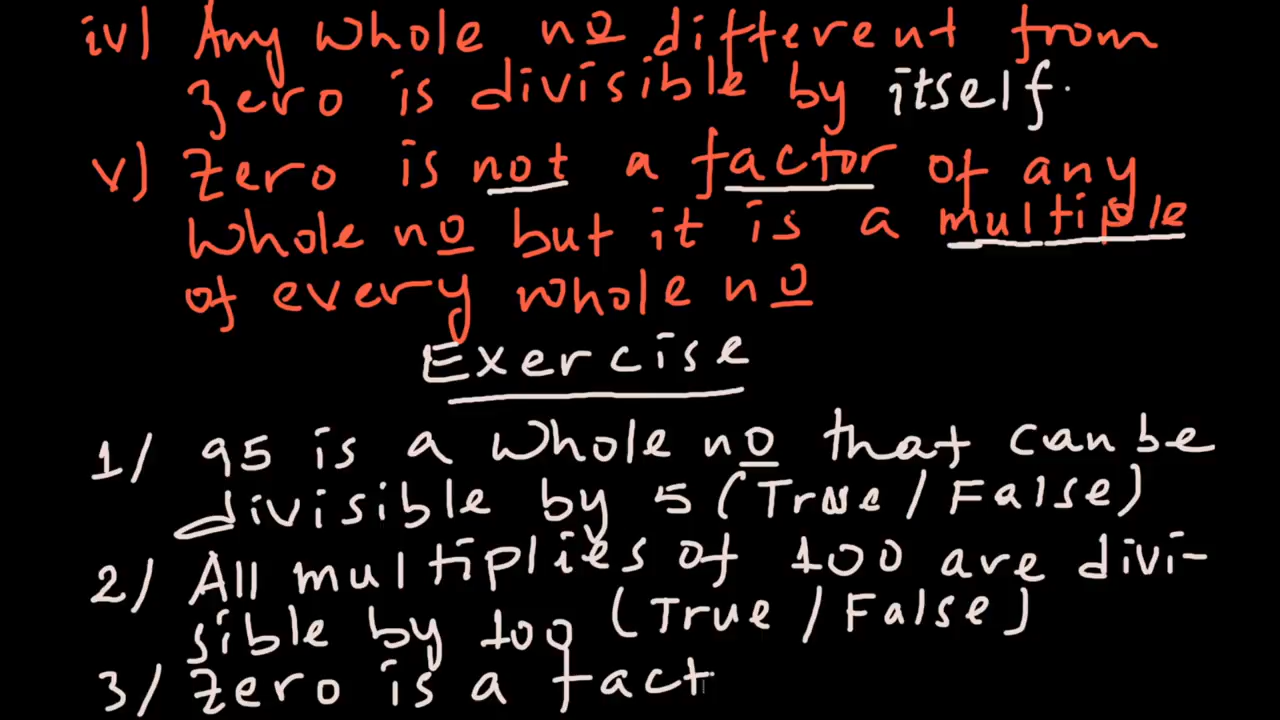 iv) Any whole no different from
zero is divisible by itself.
v) Zero is not a factor of any
whole no but it is a multiple
of every whole no
Exercise
1/ 95 is a whole no that can be
divisible by 5 (True/False)
2/ All multiplies of 100 are divi-
sible by 100 (True/False)
3/ Zero is a fact